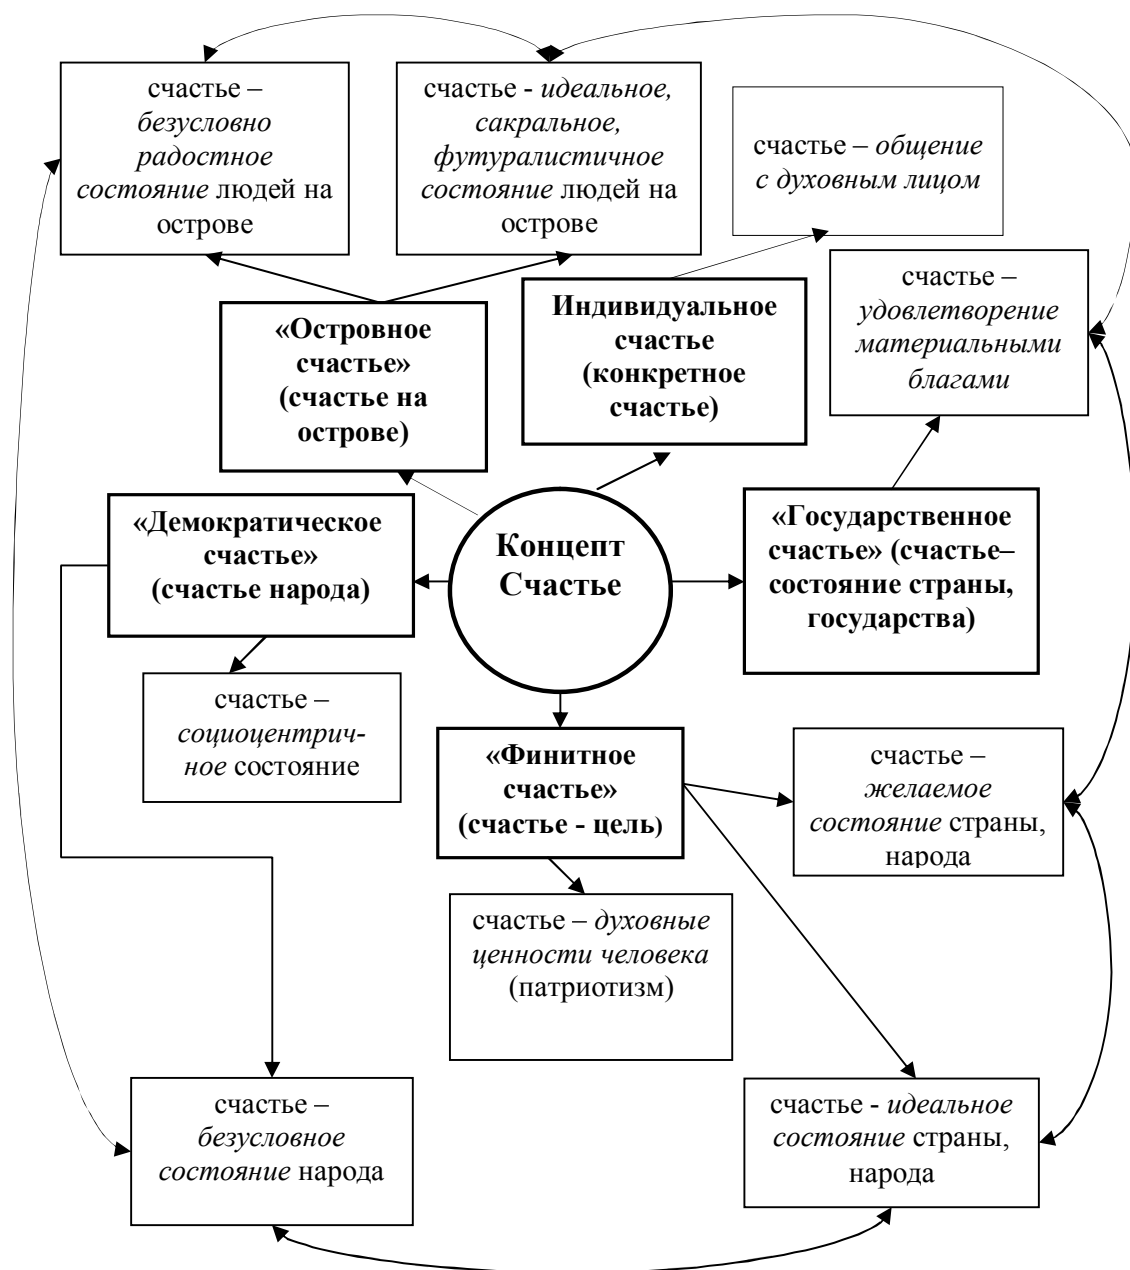 счастье –
безусловно
радостное
состояние людей на
острове
счастье - идеальное,
сакральное,
футуралистичное
состояние людей на
острове
счастье – общение
с духовным лицом
счастье –
удовлетворение
материальными
благами
«Островное
счастье»
(счастье на
острове)
Индивидуальное
счастье
(конкретное
счастье)
«Демократическое
счастье»
(счастье народа)
Концепт
Счастье
«Государственное
счастье» (счастье–
состояние страны,
государства)
счастье –
социоцентрич-
ное состояние
«Финитное
счастье»
(счастье - цель)
счастье –
желаемое
состояние страны,
народа
счастье – духовные
ценности человека
(патриотизм)
счастье –
безусловное
состояние народа
счастье - идеальное
состояние страны,
народа